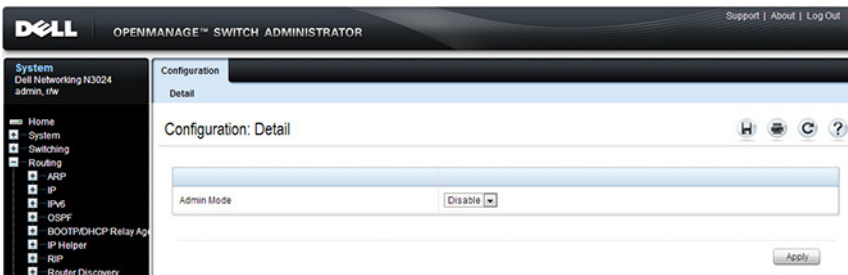 Support | About | Log Out
DELL OPENMANAGE™ SWITCH ADMINISTRATOR
System
Dell Networking N3024
admin, r/w
Home
System
Switching
Routing
ARP
IP
IPv6
OSPF
BOOTP/DHCP Relay Age
IP Helper
RIP
Router Discovery
Configuration
Detail
Configuration: Detail
Admin Mode
Disable
Apply